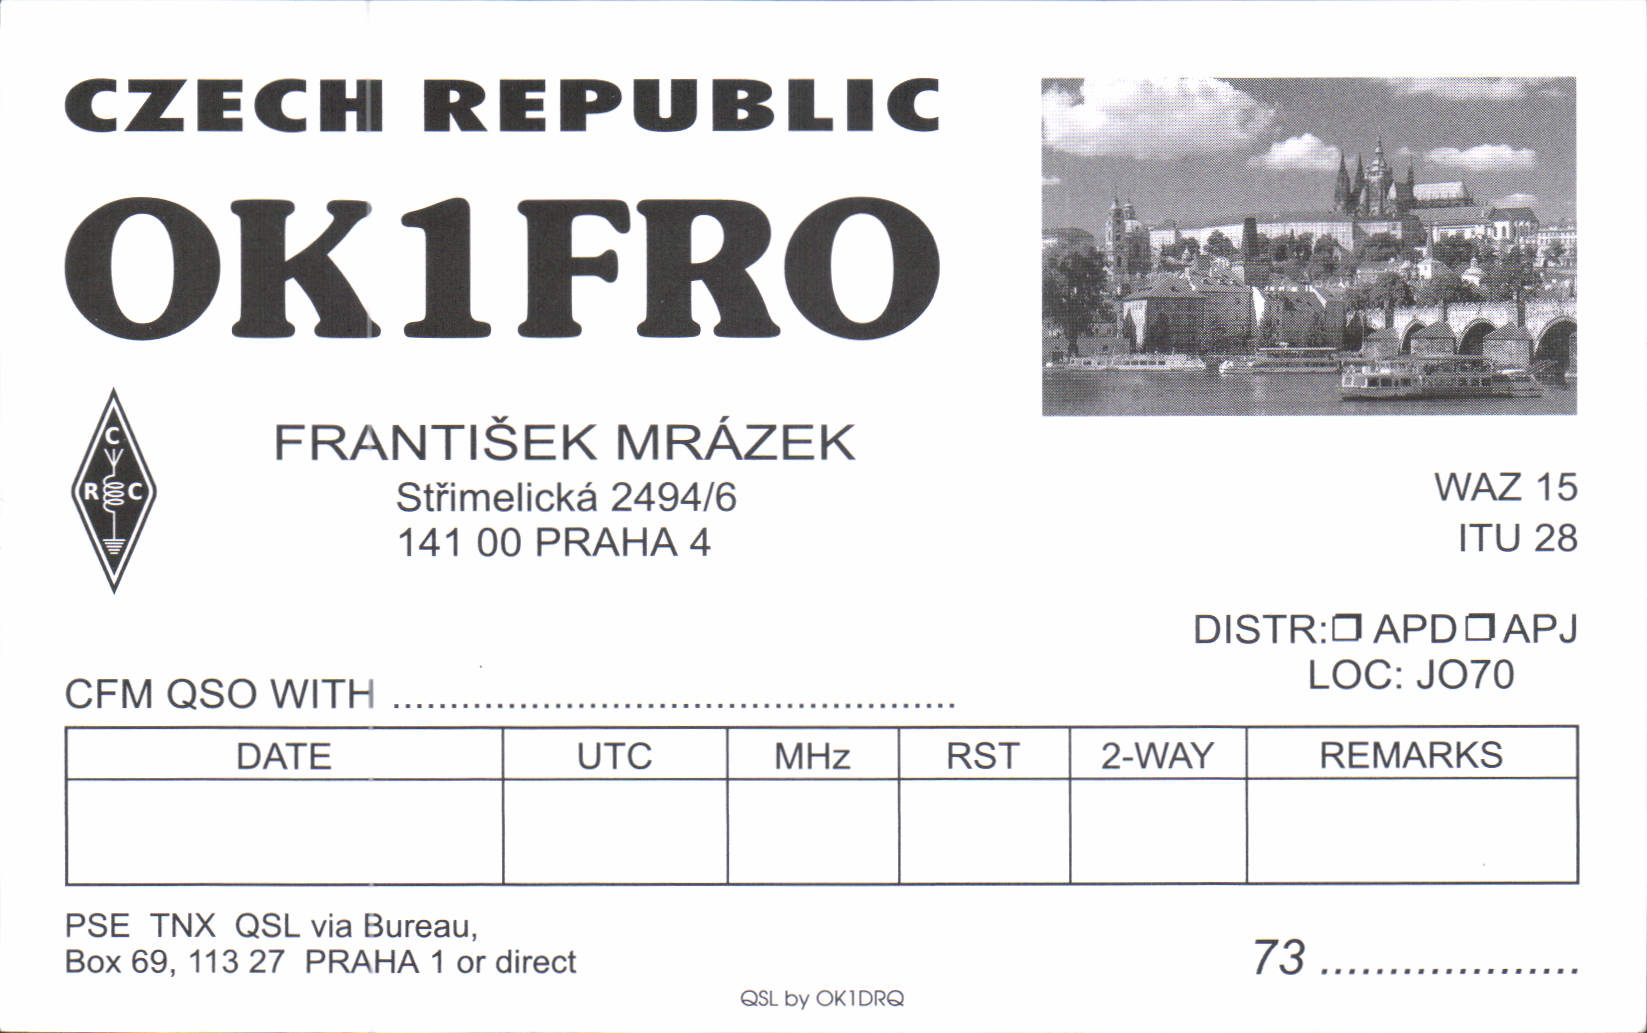 CZECH REPUBLIC
OK1FRO
C
R C
FRANTIŠEK MRÁZEK
Střimelická 2494/6
141 00 PRAHA 4
WAZ 15
ITU 28
DISTR:❒ APD❒APJ
LOC: JO70
CFM QSO WITH ..................................................
DATE UTC MHz RST 2-WAY REMARKS
PSE TNX QSL via Bureau,
Box 69, 113 27 PRAHA 1 or direct
73 ...................
QSL by OK1DRQ